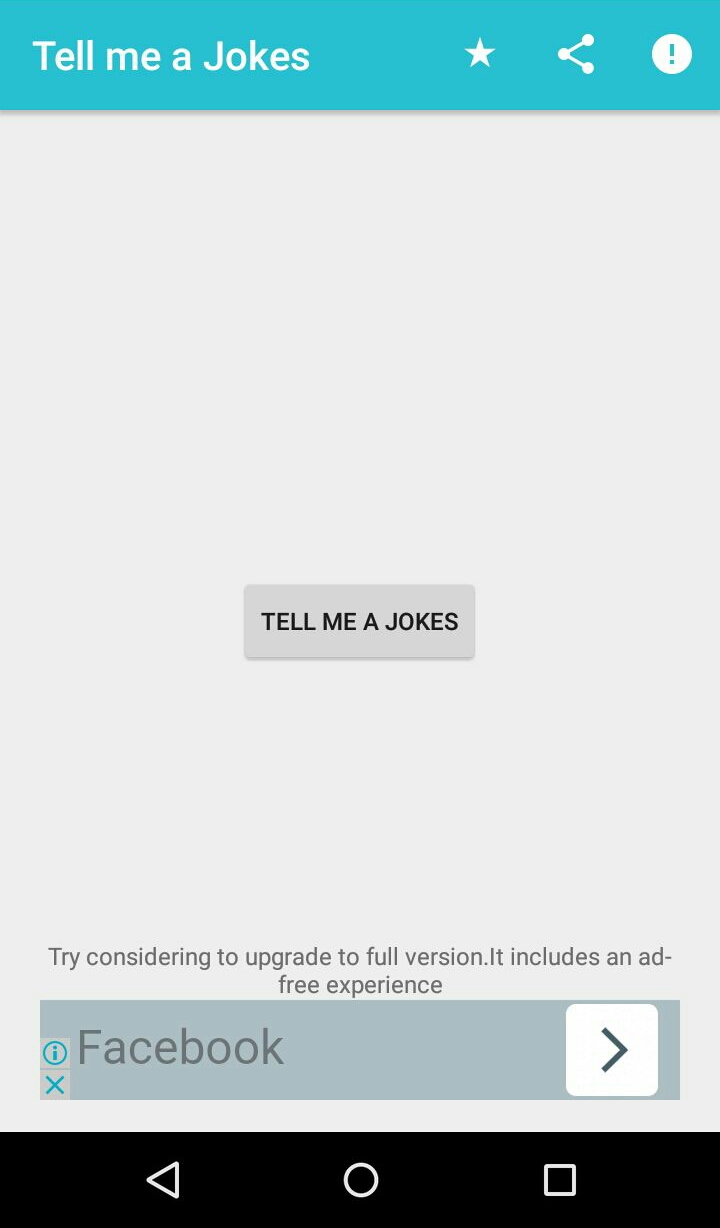 Tell me a Jokes
TELL ME A JOKES
Try considering to upgrade to full version.It includes an ad-
free experience
Facebook